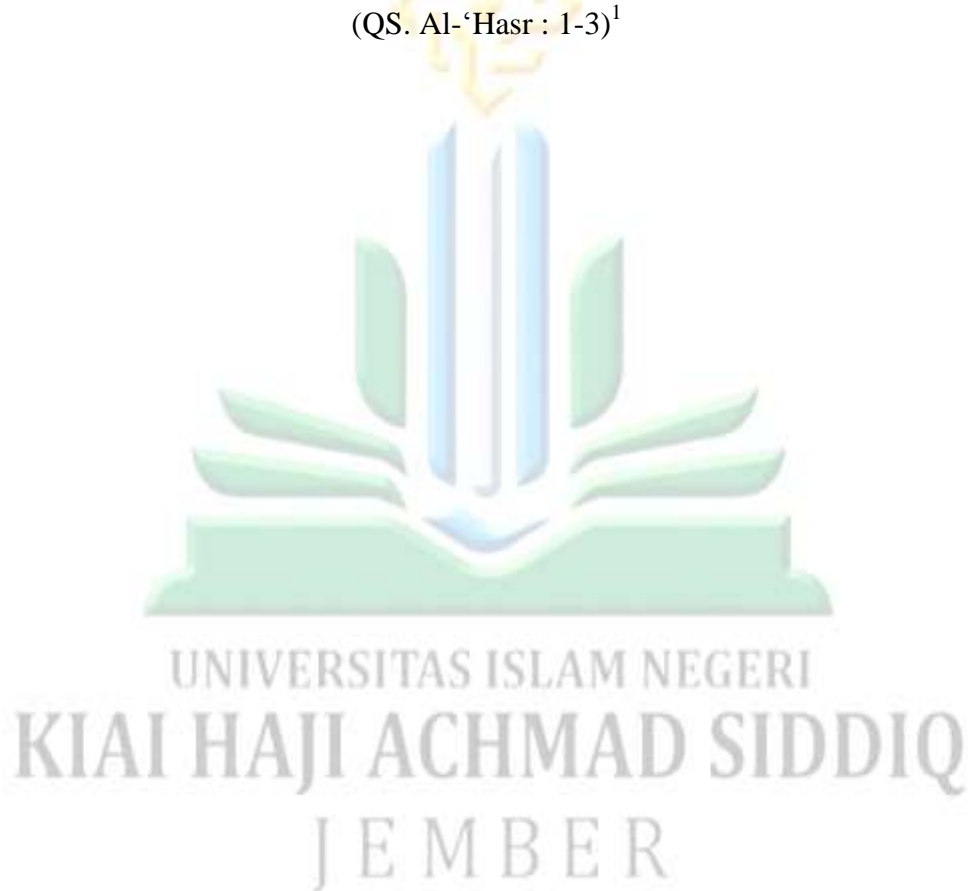 (QS. Al-‘Hasr : 1-3)1
UNIVERSITAS ISLAM NEGERI
KIAI HAJI ACHMAD SIDDIQ
JEMBER